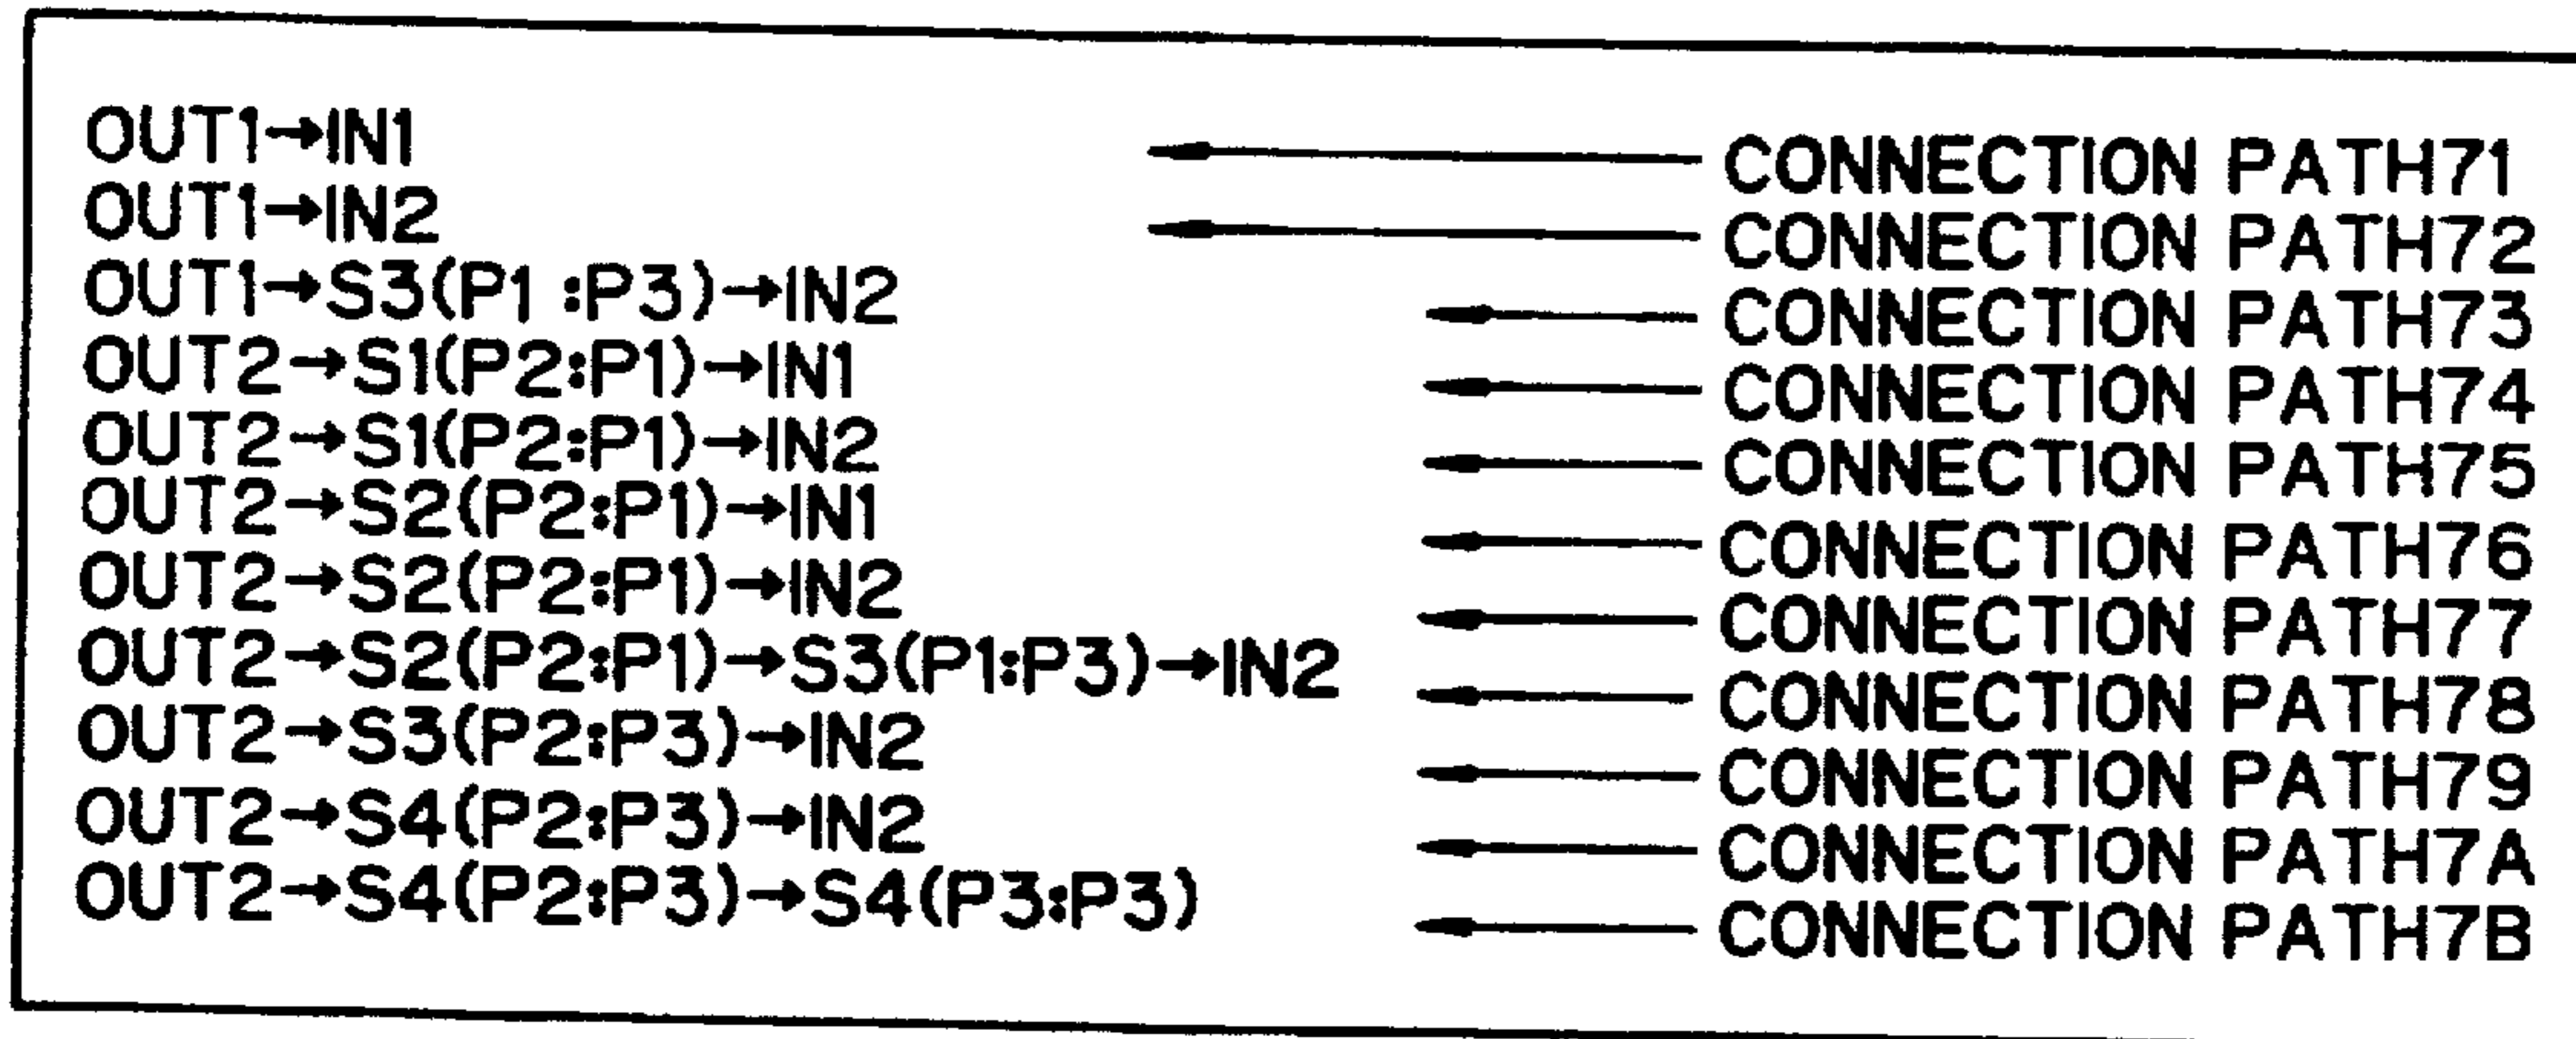 OUT1→IN1 ← CONNECTION PATH71
OUT1→IN2 ← CONNECTION PATH72
OUT1→S3(P1 :P3)→IN2 ← CONNECTION PATH73
OUT2→S1(P2:P1)→IN1 ← CONNECTION PATH74
OUT2→S1(P2:P1)→IN2 ← CONNECTION PATH75
OUT2→S2(P2:P1)→IN1 ← CONNECTION PATH76
OUT2→S2(P2:P1)→IN2 ← CONNECTION PATH77
OUT2→S2(P2:P1)→S3(P1:P3)→IN2 ← CONNECTION PATH78
OUT2→S3(P2:P3)→IN2 ← CONNECTION PATH79
OUT2→S4(P2:P3)→IN2 ← CONNECTION PATH7A
OUT2→S4(P2:P3)→S4(P3:P3) ← CONNECTION PATH7B